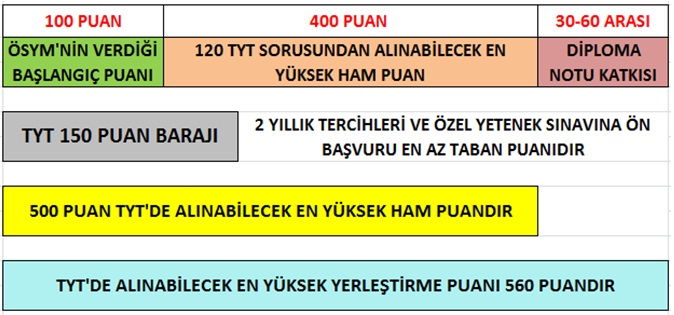 100 PUAN
400 PUAN
30-60 ARASI
ÖSYM'NİN VERDİĞİ
BAŞLANGIÇ PUANI
120 TYT SORUSUNDAN ALINABİLECEK EN
YÜKSEK HAM PUAN
DİPLOMA
NOTU KATKISI
TYT 150 PUAN BARAJI
2 YILLIK TERCİHLERİ VE ÖZEL YETENEK SINAVINA ÖN
BAŞVURU EN AZ TABAN PUANIDIR
500 PUAN TYT'DE ALINABİLECEK EN YÜKSEK HAM PUANDIR
TYT'DE ALINABİLECEK EN YÜKSEK YERLEŞTİRME PUANI 560 PUANDIR